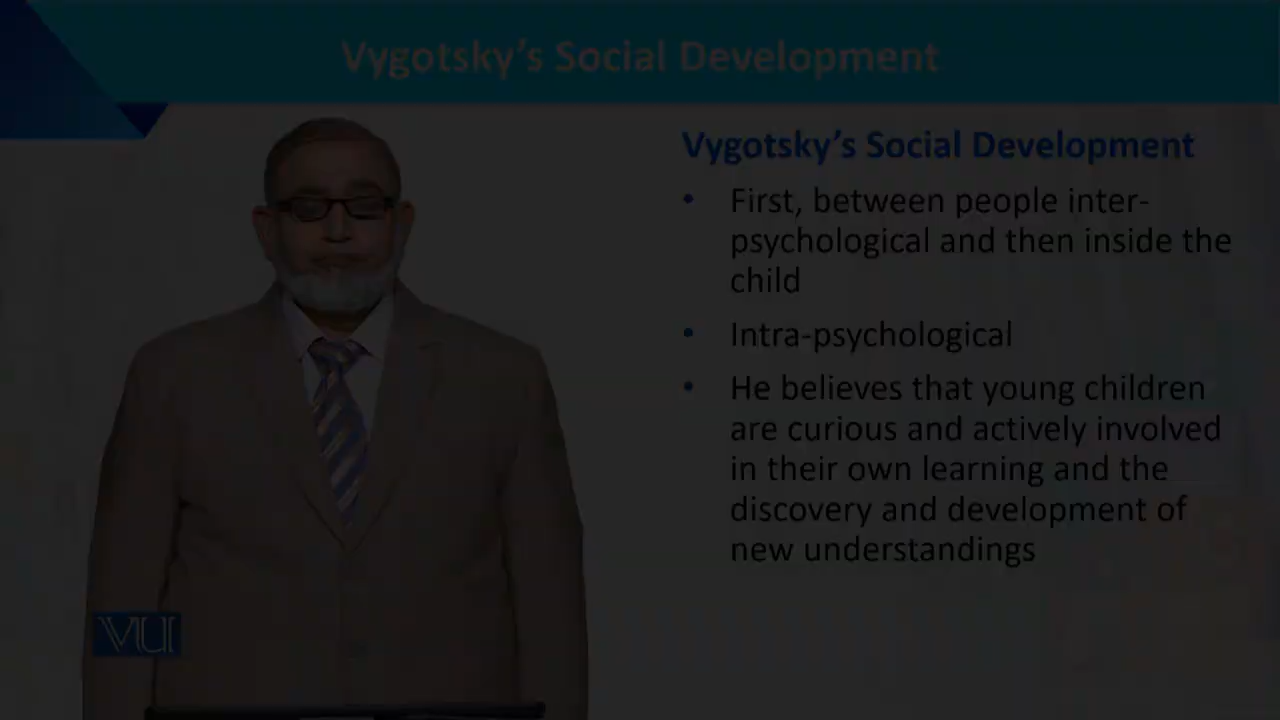 Vygotsky's Social Development
Vygotsky's Social Development
• First, between people inter-
psychological and then inside the
child
• Intra-psychological
• He believes that young children
are curious and actively involved
in their own learning and the
discovery and development of
new understandings
VU